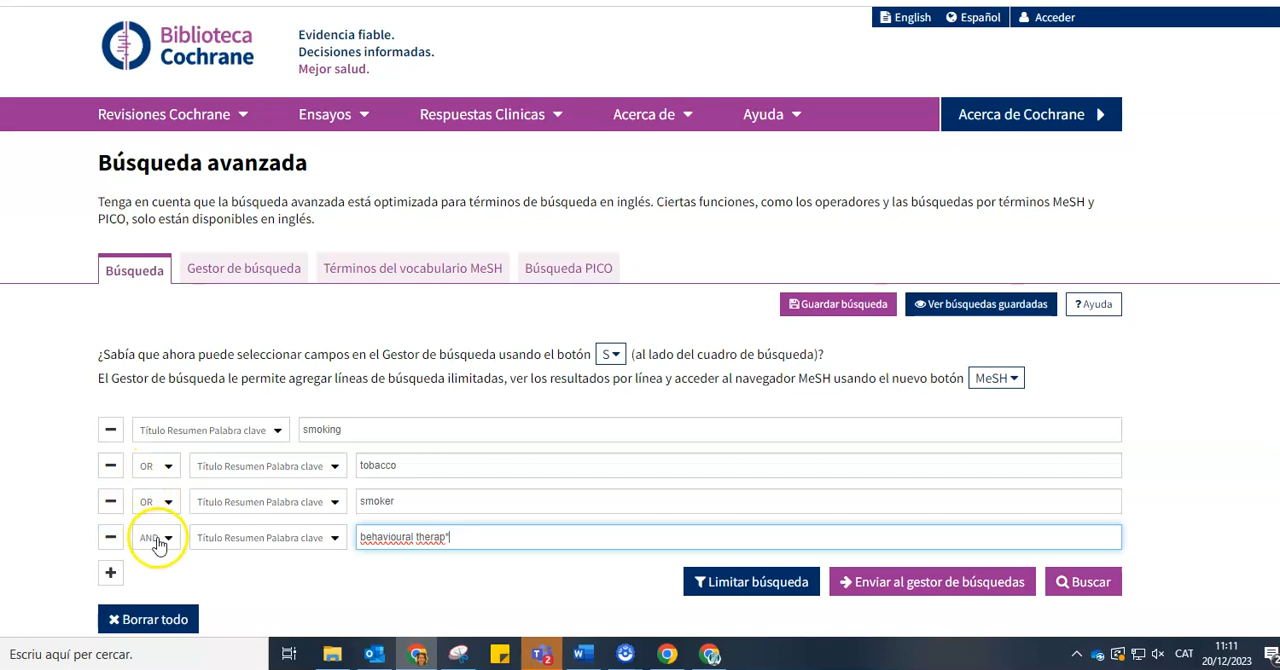 English Español Acceder
Biblioteca
Cochrane
Evidencia fiable.
Decisiones informadas.
Mejor salud.
Revisiones Cochrane Ensayos Respuestas Clinicas Acerca de Ayuda Acerca de Cochrane
Búsqueda avanzada
Tenga en cuenta que la búsqueda avanzada está optimizada para términos de búsqueda en inglés. Ciertas funciones, como los operadores y las búsquedas por términos MeSH y
PICO, solo están disponibles en inglés.
Búsqueda Gestor de búsqueda Términos del vocabulario MeSH Búsqueda PICO
Guardar búsqueda Ver búsquedas guardadas ? Ayuda
¿Sabía que ahora puede seleccionar campos en el Gestor de búsqueda usando el botón S (al lado del cuadro de búsqueda)?
El Gestor de búsqueda le permite agregar líneas de búsqueda ilimitadas, ver los resultados por línea y acceder al navegador MeSH usando el nuevo botón MeSH
Título Resumen Palabra clave smoking
OR Título Resumen Palabra clave tobacco
OR Título Resumen Palabra clave smoker
AND Título Resumen Palabra clave behavioural therap*
Limitar búsqueda Enviar al gestor de búsquedas Buscar
Borrar todo
Escriu aquí per cercar. CAT 11:11
20/12/2023